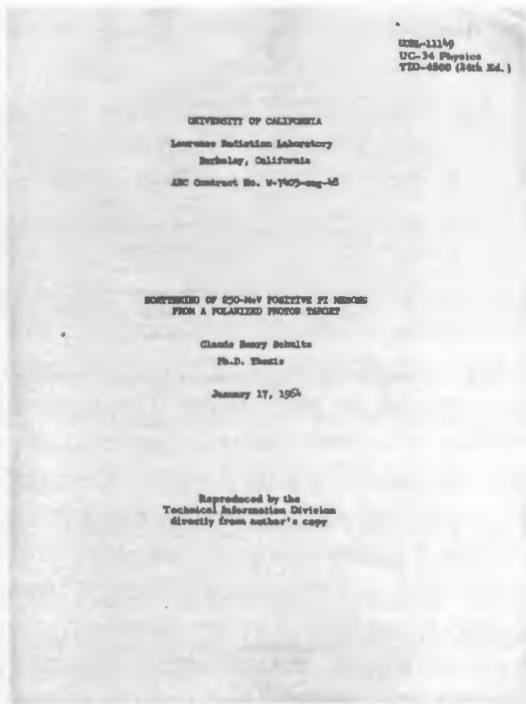 UCRL-11149
UC-34 Physics
TID-4500 (24th Ed.)
UNIVERSITY OF CALIFORNIA
Lawrence Radiation Laboratory
Berkeley, California
AEC Contract No. W-7405-eng-48
SCATTERING OF 250-MeV POSITIVE PI MESONS
FROM A POLARIZED PROTON TARGET
Claude Henry Schultz
Ph.D. Thesis
January 17, 1964
Reproduced by the
Technical Information Division
directly from author's copy